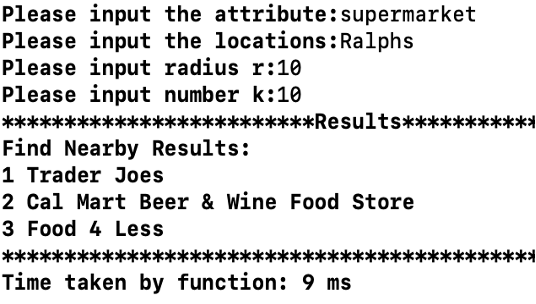 Please input the attribute:supermarket
Please input the locations:Ralphs
Please input radius r:10
Please input number k:10
*************************Results***********
Find Nearby Results:
1 Trader Joes
2 Cal Mart Beer & Wine Food Store
3 Food 4 Less
*******************************************
Time taken by function: 9 ms